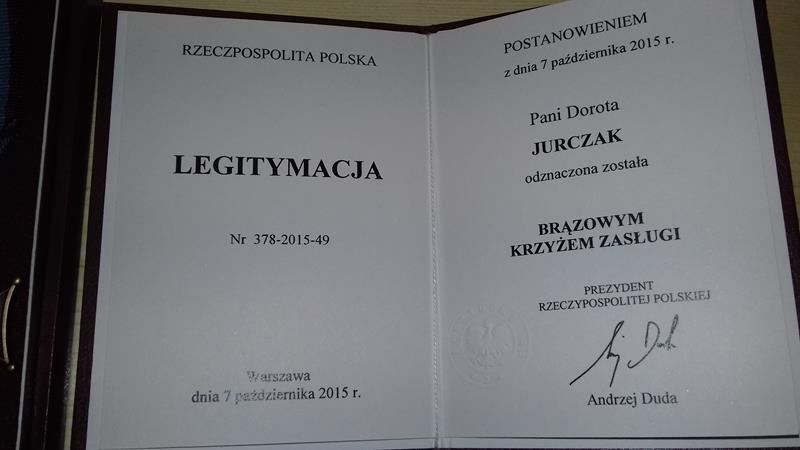 RZECZPOSPOLITA POLSKA
LEGITYMACJA
Nr 378-2015-49
Warszawa
dnia 7 października 2015 r.
POSTANOWIENIEM
z dnia 7 października 2015 r.
Pani Dorota
JURCZAK
odznaczona została
BRĄZOWYM
KRZYŻEM ZASŁUGI
PREZYDENT
RZECZYPOSPOLITEJ POLSKIEJ
Andrzej Duda